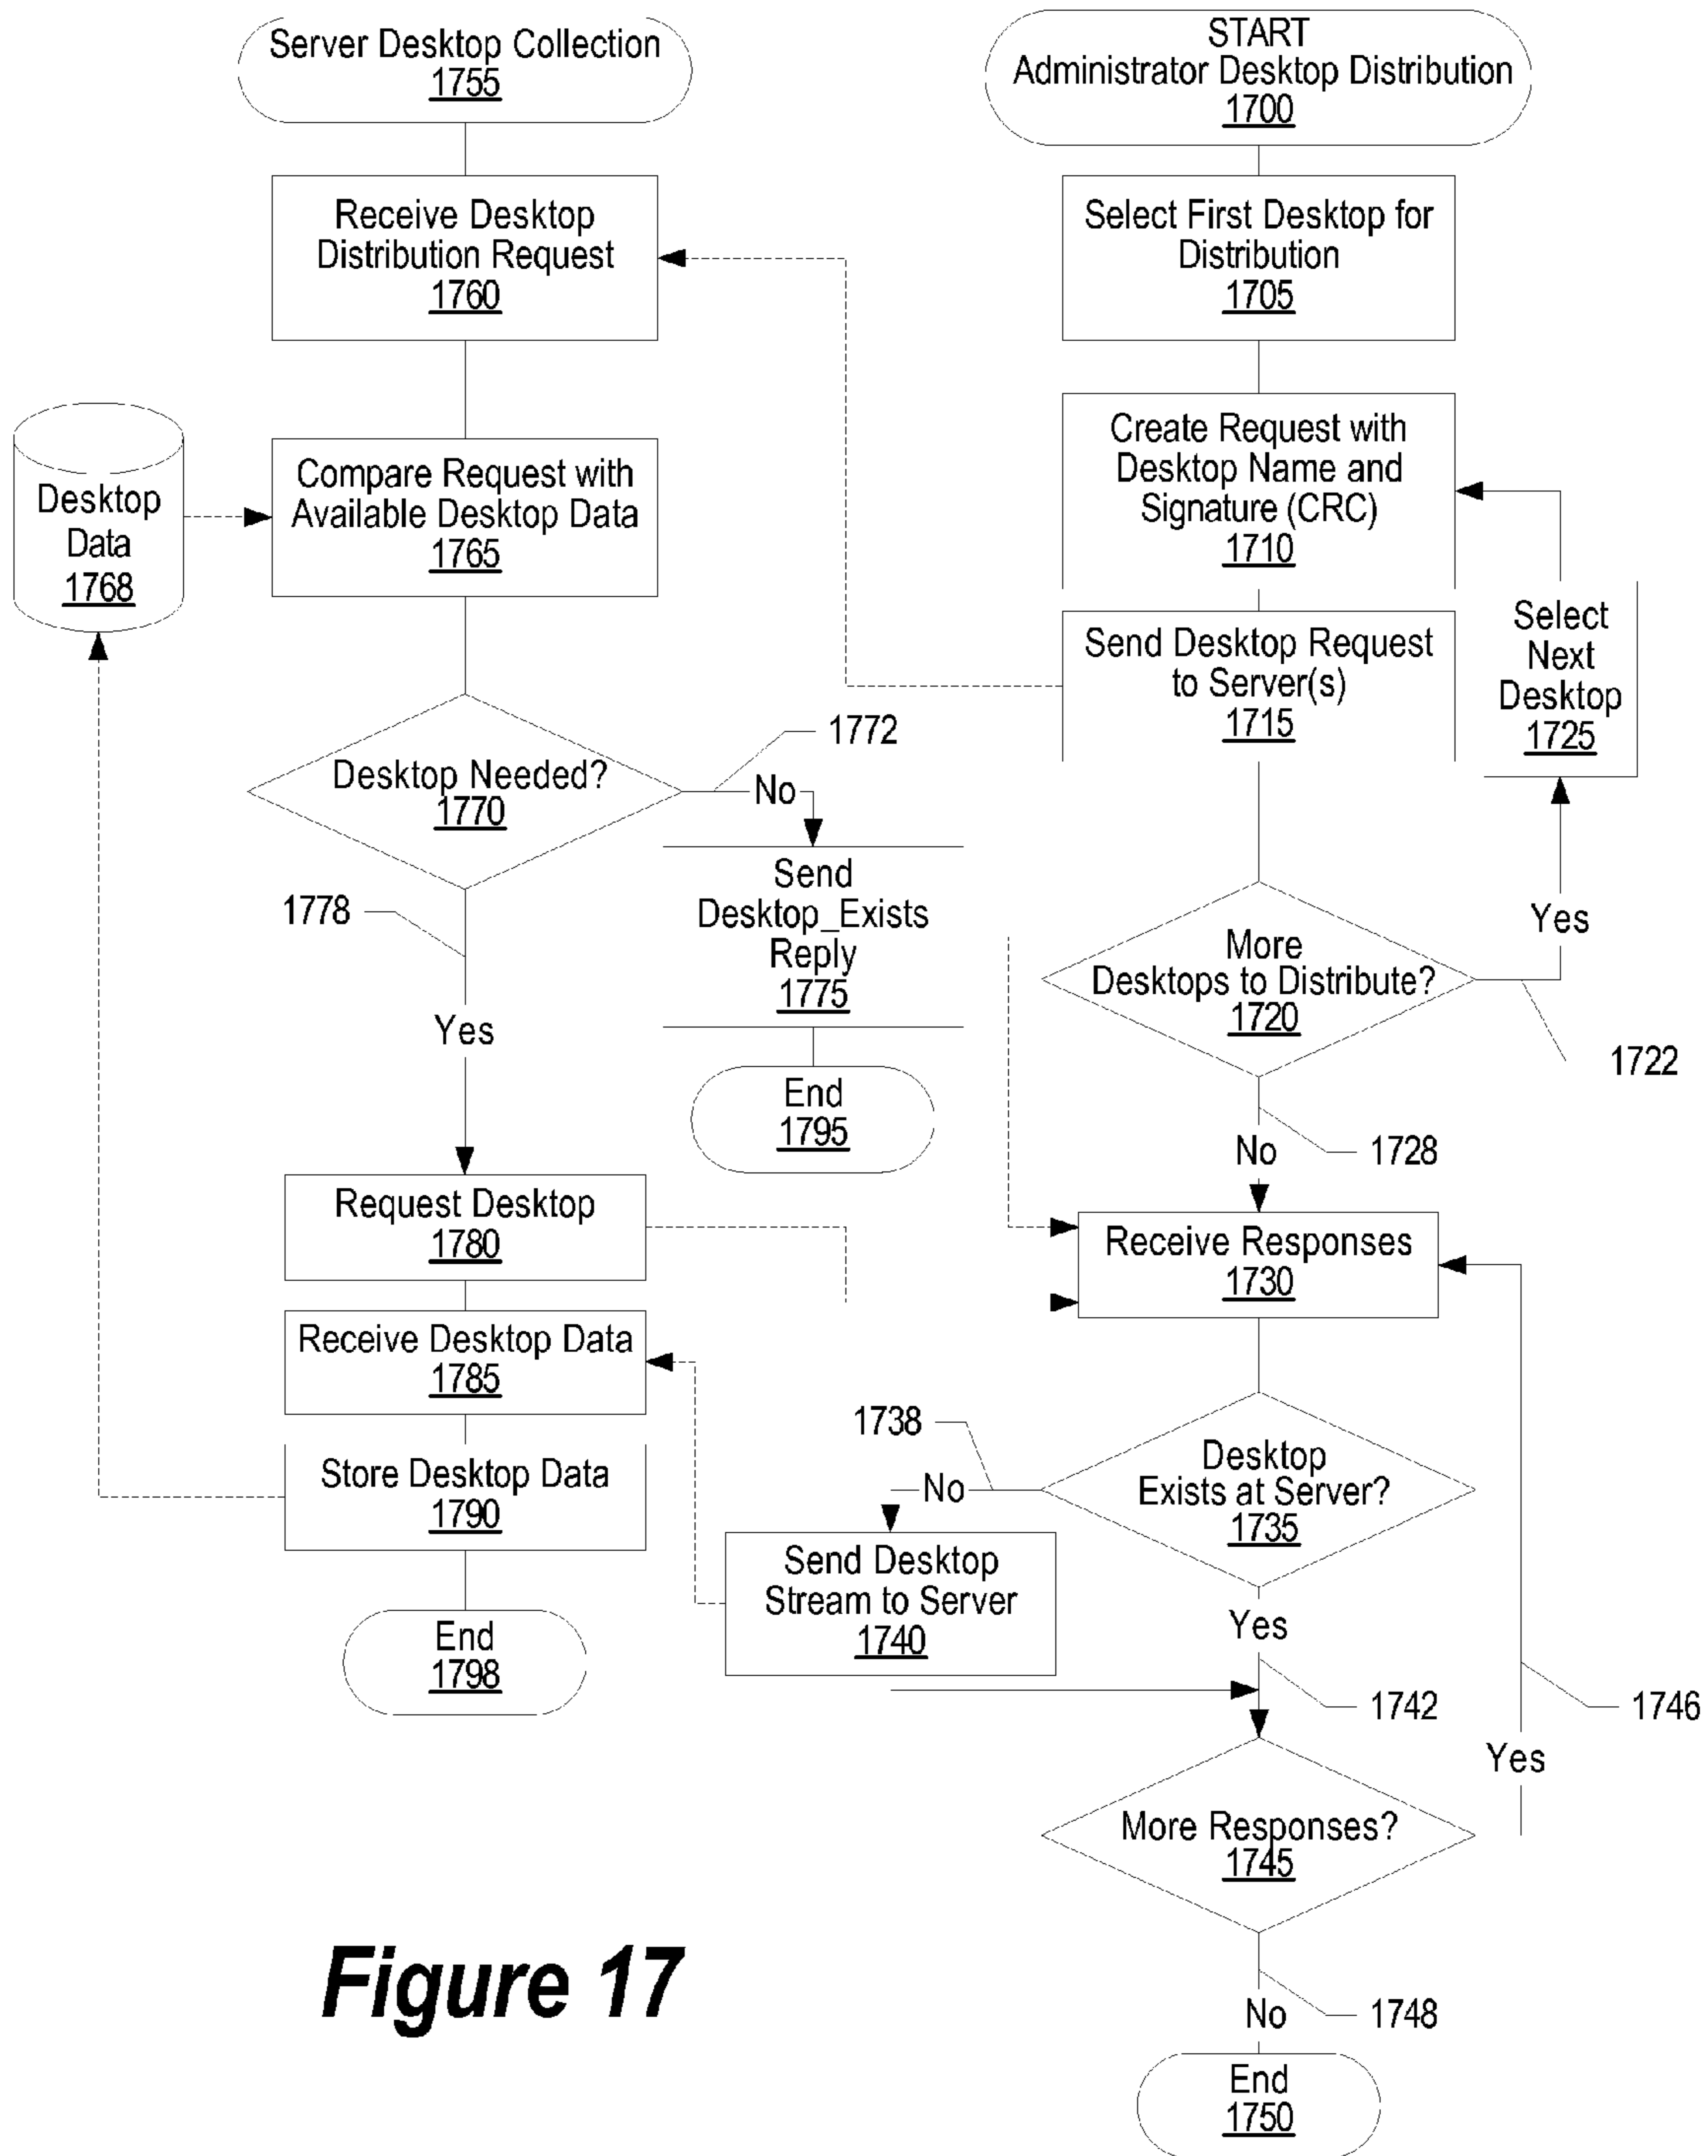 Server Desktop Collection
1755
Receive Desktop
Distribution Request
1760
Desktop
Data
1768
Compare Request with
Available Desktop Data
1765
Desktop Needed?
1770
1772
No
Send
Desktop_Exists
Reply
1775
End
1795
1778
Yes
Request Desktop
1780
Receive Desktop Data
1785
Store Desktop Data
1790
End
1798
START
Administrator Desktop Distribution
1700
Select First Desktop for
Distribution
1705
Create Request with
Desktop Name and
Signature (CRC)
1710
Send Desktop Request
to Server(s)
1715
Select
Next
Desktop
1725
Yes
More
Desktops to Distribute?
1720
1722
No
1728
Receive Responses
1730
1738
No
Desktop
Exists at Server?
1735
Send Desktop
Stream to Server
1740
Yes
1742
1746
Yes
More Responses?
1745
No
1748
End
1750
Figure 17